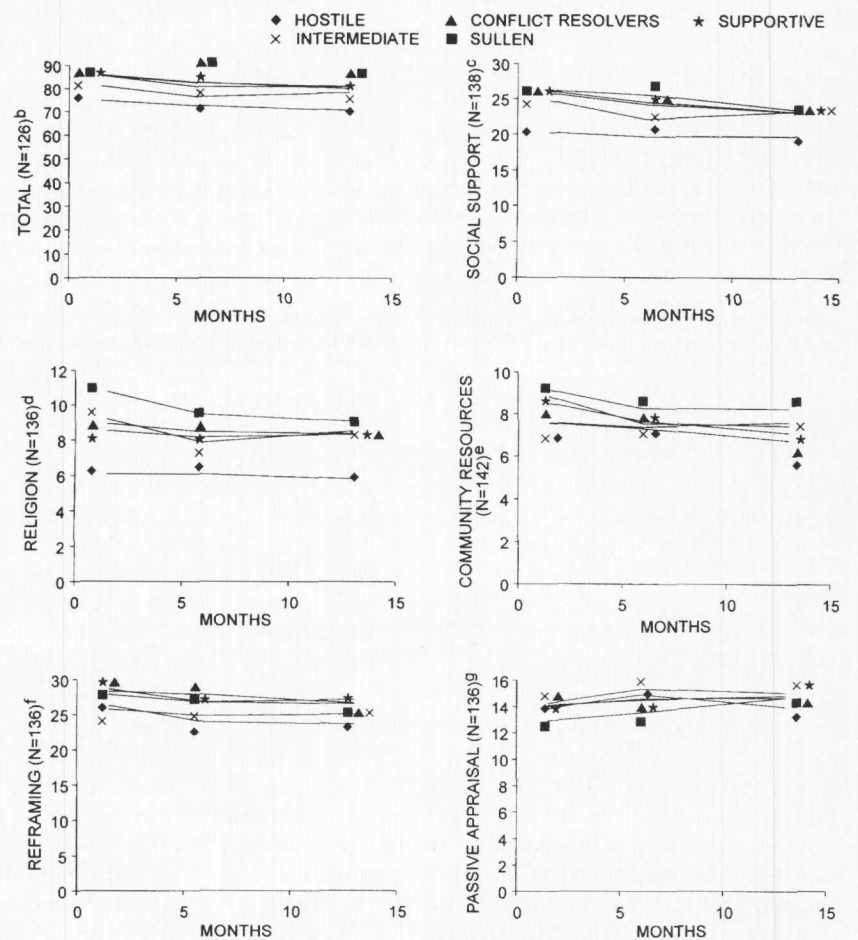 ◆ HOSTILE ▲ CONFLICT RESOLVERS ★ SUPPORTIVE
× INTERMEDIATE ■ SULLEN
TOTAL (N=126)b
90
80
70
60
50
40
30
20
10
0
0 5 10 15
MONTHS
SOCIAL SUPPORT (N=138)c
30
25
20
15
10
5
0
0 5 10 15
MONTHS
RELIGION (N=136)d
12
10
8
6
4
2
0
0 5 10 15
MONTHS
COMMUNITY RESOURCES
(N=142)e
10
8
6
4
2
0
0 5 10 15
MONTHS
REFRAMING (N=136)f
30
25
20
15
10
5
0
0 5 10 15
MONTHS
PASSIVE APPRAISAL (N=136)g
16
14
12
10
8
6
4
2
0
0 5 10 15
MONTHS